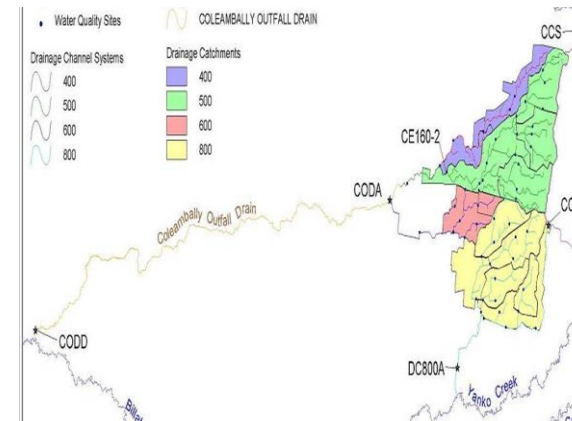 Water Quality Sites
COLEAMBALLY OUTFALL DRAIN
Drainage Channel Systems
400
500
600
800
Drainage Catchments
400
500
600
800
CCS
CE160-2
CODA
Coleambally Outfall Drain
CODD
DC800A
Yanko Creek